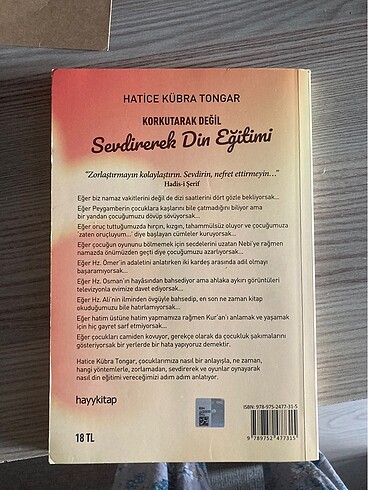 HATİCE KÜBRA TONGAR
KORKUTARAK DEĞİL
Sevdirerek Din Eğitimi
"Zorlaştırmayın kolaylaştırın. Sevdirin, nefret ettirmeyin..."
Hadis-i Şerif
Eğer biz namaz vakitlerini değil de dizi saatlerini dört gözle bekliyorsak...
Eğer Peygamberin çocuklara kaşlarını bile çatmadığını biliyor ama
bir yandan çocuğumuzu dövüp sövüyorsak...
Eğer oruç tuttuğumuzda hırçın, kızgın, tahammülsüz oluyor ve çocuğumuza
'zaten oruçluyum...' diye başlayan cümleler kuruyorsak...
Eğer çocuğun oyununu bölmemek için secdelerini uzatan Nebi'ye rağmen
namazda önümüzden geçti diye çocuğumuzu azarlıyorsak...
Eğer Hz. Ömer'in adaletini anlatırken iki kardeş arasında adil olmayı
başaramıyorsak...
Eğer Hz. Osman'ın hayâsından bahsediyor ama ahlaka aykırı görüntüleri
televizyonla evimize davet ediyorsak...
Eğer Hz. Ali'nin ilminden övgüyle bahsedip, en son ne zaman kitap
okuduğumuzu bile hatırlamıyorsak...
Eğer hatim üstüne hatim yapmamıza rağmen Kur'an'ı anlamak ve yaşamak
için hiç gayret sarf etmiyorsak...
Eğer çocukları camiden kovuyor, gerekçe olarak da çocukluk şakımalarını
gösteriyorsak bir yerlerde bir hata yapıyoruz demektir.
Hatice Kübra Tongar, çocuklarımıza nasıl bir anlayışla, ne zaman,
hangi yöntemlerle, zorlamadan, sevdirerek ve oyunlar oynayarak
nasıl din eğitimi vereceğimizi adım adım anlatıyor.
hayykitap
18 TL
ISBN: 978-975-2477-31-5
9 789752 477315